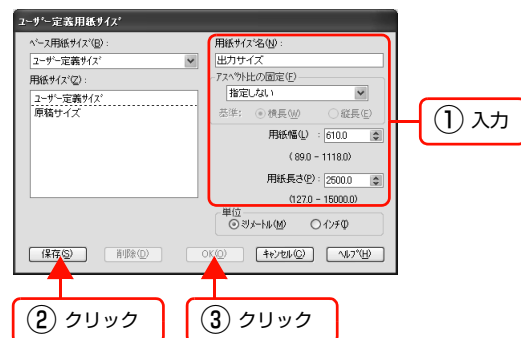 ユーザー定義用紙サイズ
ベース用紙サイズ(B) :
ユーザー定義サイズ
用紙サイズ(Z) :
ユーザー定義サイズ
原稿サイズ
用紙サイズ名(N) :
出力サイズ
アスペクト比の固定(F)
指定しない
基準: 横長(W) 縦長(E)
用紙幅(L) : 610.0
( 89.0 - 1118.0)
用紙長さ(P) : 2500.0
(127.0 - 15000.0)
単位
ミリメートル(M) インチ(I)
保存(S) 削除(D) OK(O) キャンセル(C) ヘルプ(H)
① 入力
② クリック
③ クリック